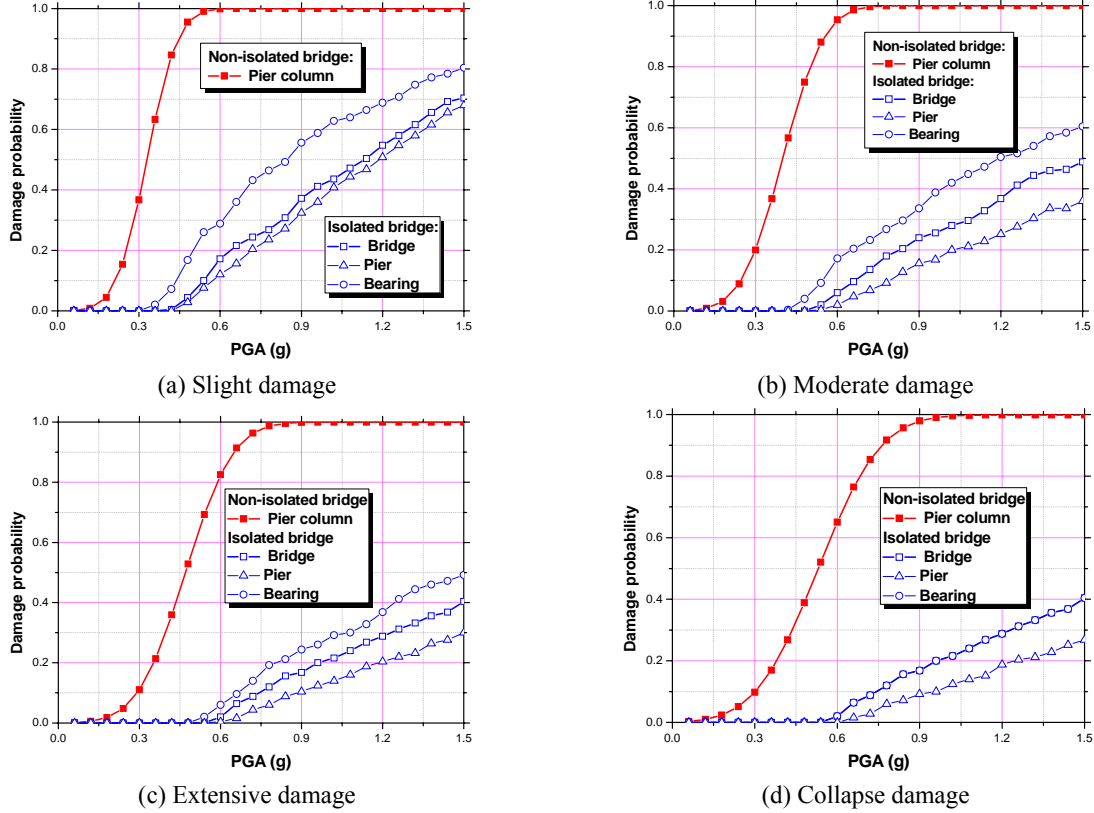 1.0
0.8
0.6
0.4
0.2
0.0
Damage probability
Non-isolated bridge:
Pier column
Isolated bridge:
Bridge
Pier
Bearing
0.0 0.3 0.6 0.9 1.2 1.5
PGA (g)
(a) Slight damage
1.0
0.8
0.6
0.4
0.2
0.0
Damage probability
Non-isolated bridge:
Pier column
Isolated bridge:
Bridge
Pier
Bearing
0.0 0.3 0.6 0.9 1.2 1.5
PGA (g)
(b) Moderate damage
1.0
0.8
0.6
0.4
0.2
0.0
Damage probability
Non-isolated bridge:
Pier column
Isolated bridge
Bridge
Pier
Bearing
0.0 0.3 0.6 0.9 1.2 1.5
PGA (g)
(c) Extensive damage
1.0
0.8
0.6
0.4
0.2
0.0
Damage probability
Non-isolated bridge
Pier column
Isolated bridge
Bridge
Pier
Bearing
0.0 0.3 0.6 0.9 1.2 1.5
PGA (g)
(d) Collapse damage